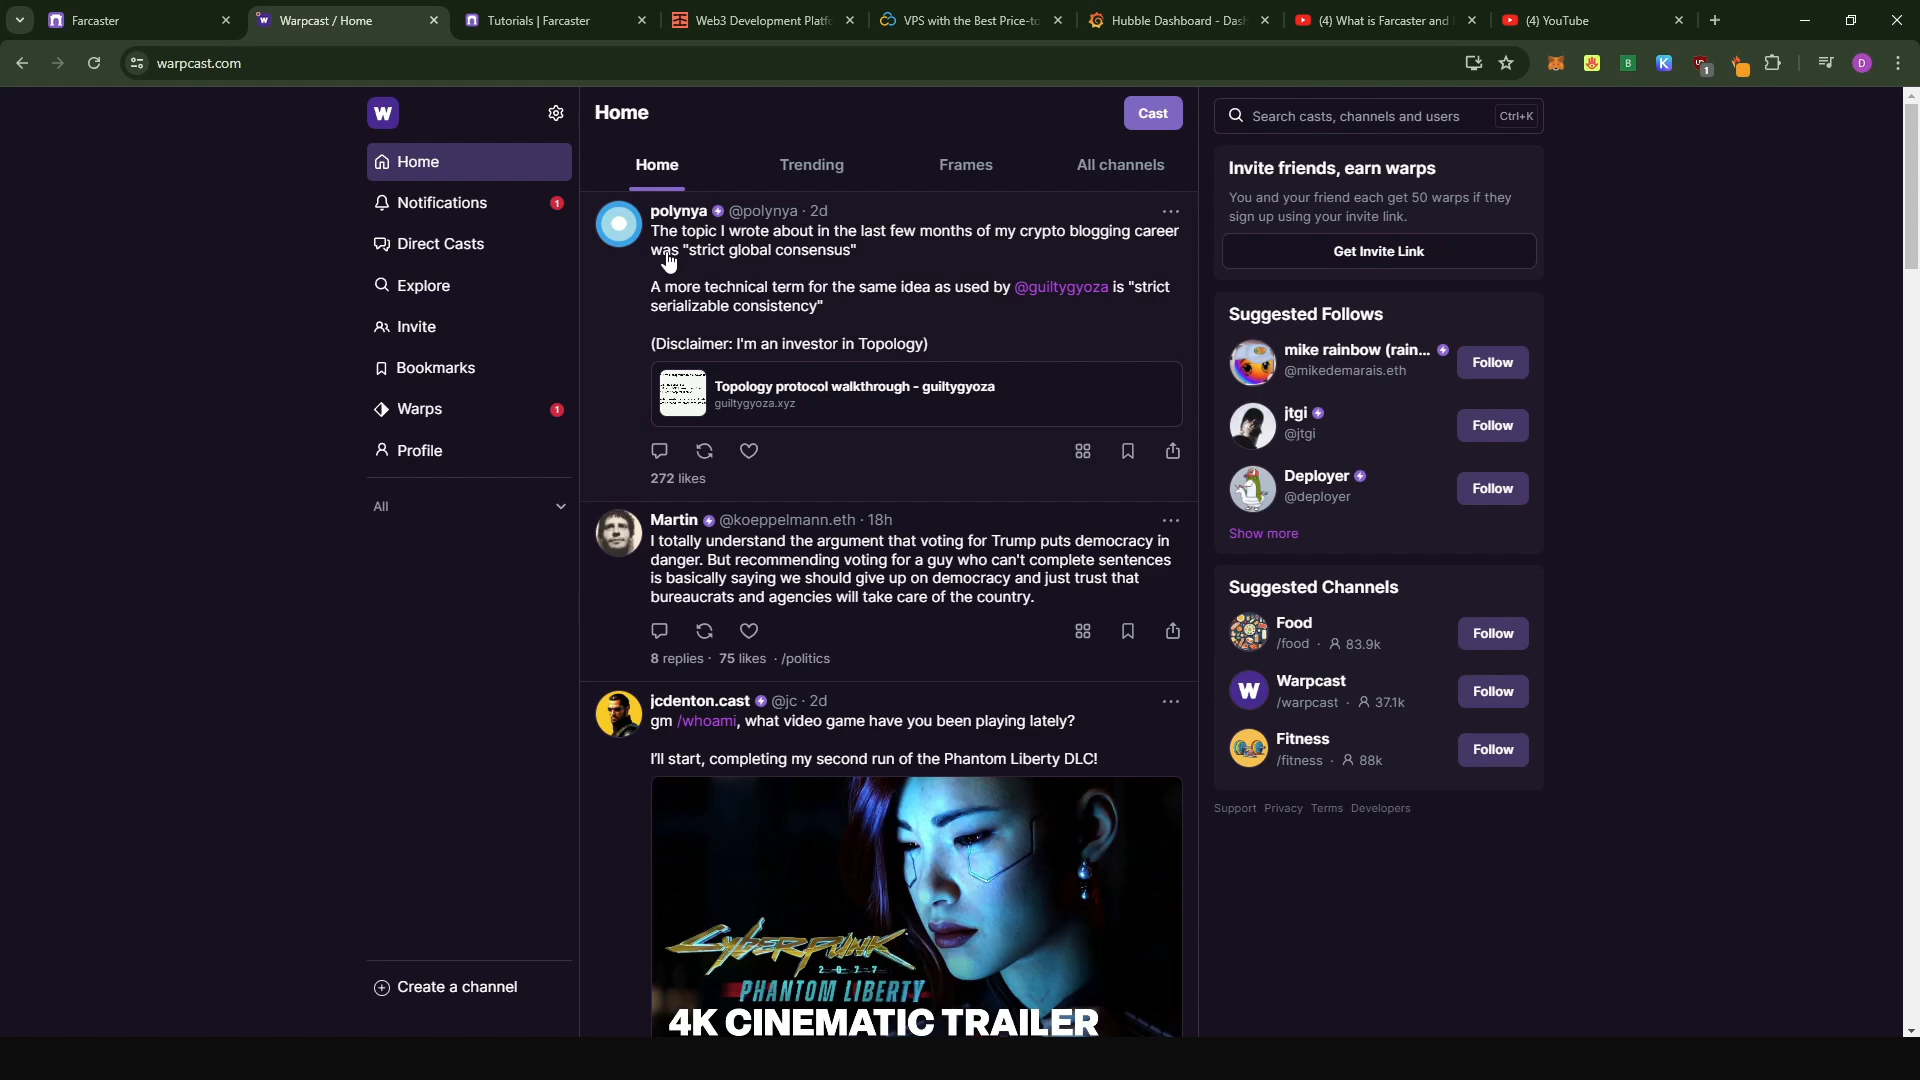 Farcaster
Warpcast / Home
Tutorials | Farcaster
Web3 Development Platf
VPS with the Best Price-to
Hubble Dashboard - Dash
(4) What is Farcaster and
(4) YouTube
warpcast.com
B
K
1
D
W
Home
Notifications
1
Direct Casts
Explore
Invite
Bookmarks
Warps
1
Profile
All
Create a channel
Home
Cast
Home
Trending
Frames
All channels
polynya @polynya · 2d
The topic I wrote about in the last few months of my crypto blogging career
was "strict global consensus"
A more technical term for the same idea as used by @guiltygyoza is "strict
serializable consistency"
(Disclaimer: I'm an investor in Topology)
Topology protocol walkthrough - guiltygyoza
guiltygyoza.xyz
272 likes
Martin @koeppelmann.eth · 18h
I totally understand the argument that voting for Trump puts democracy in
danger. But recommending voting for a guy who can't complete sentences
is basically saying we should give up on democracy and just trust that
bureaucrats and agencies will take care of the country.
8 replies · 75 likes · /politics
jcdenton.cast @jc · 2d
gm /whoami, what video game have you been playing lately?
I'll start, completing my second run of the Phantom Liberty DLC!
CYBERPUNK
2077
PHANTOM LIBERTY
4K CINEMATIC TRAILER
Search casts, channels and users
Ctrl+K
Invite friends, earn warps
You and your friend each get 50 warps if they
sign up using your invite link.
Get Invite Link
Suggested Follows
mike rainbow (rain...
@mikedemarais.eth
Follow
jtgi
@jtgi
Follow
Deployer
@deployer
Follow
Show more
Suggested Channels
Food
/food · 83.9k
Follow
W
Warpcast
/warpcast · 37.1k
Follow
Fitness
/fitness · 88k
Follow
Support Privacy Terms Developers